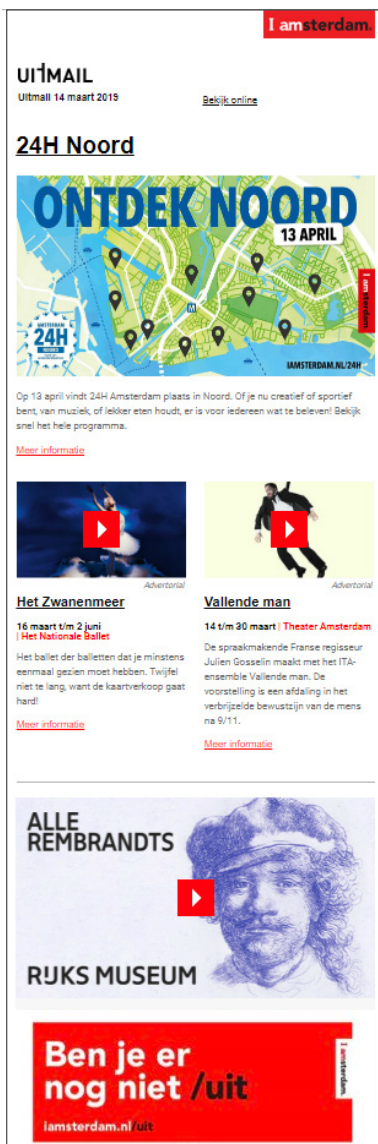 I amsterdam.
UITMAIL
Uitmail 14 maart 2019
Bekijk online
24H Noord
ONTDEK NOORD
13 APRIL
M
I amsterdam.
AMSTERDAM
24H
NOORD
IAMSTERDAM.NL/24H
Op 13 april vindt 24H Amsterdam plaats in Noord. Of je nu creatief of sportief
bent, van muziek, of lekker eten houdt, er is voor iedereen wat te beleven! Bekijk
snel het hele programma.
Meer informatie
Advertorial
Het Zwanenmeer
16 maart t/m 2 juni
| Het Nationale Ballet
Het ballet der balletten dat je minstens
eenmaal gezien moet hebben. Twijfel
niet te lang, want de kaartverkoop gaat
hard!
Meer informatie
Advertorial
Vallende man
14 t/m 30 maart | Theater Amsterdam
De spraakmakende Franse regisseur
Julien Gosselin maakt met het ITA-
ensemble Vallende man. De
voorstelling is een afdaling in het
verbrijzelde bewustzijn van de mens
na 9/11.
Meer informatie
ALLE
REMBRANDTS
RIJKS MUSEUM
Ben je er
nog niet /uit
I amsterdam.
iamsterdam.nl/uit